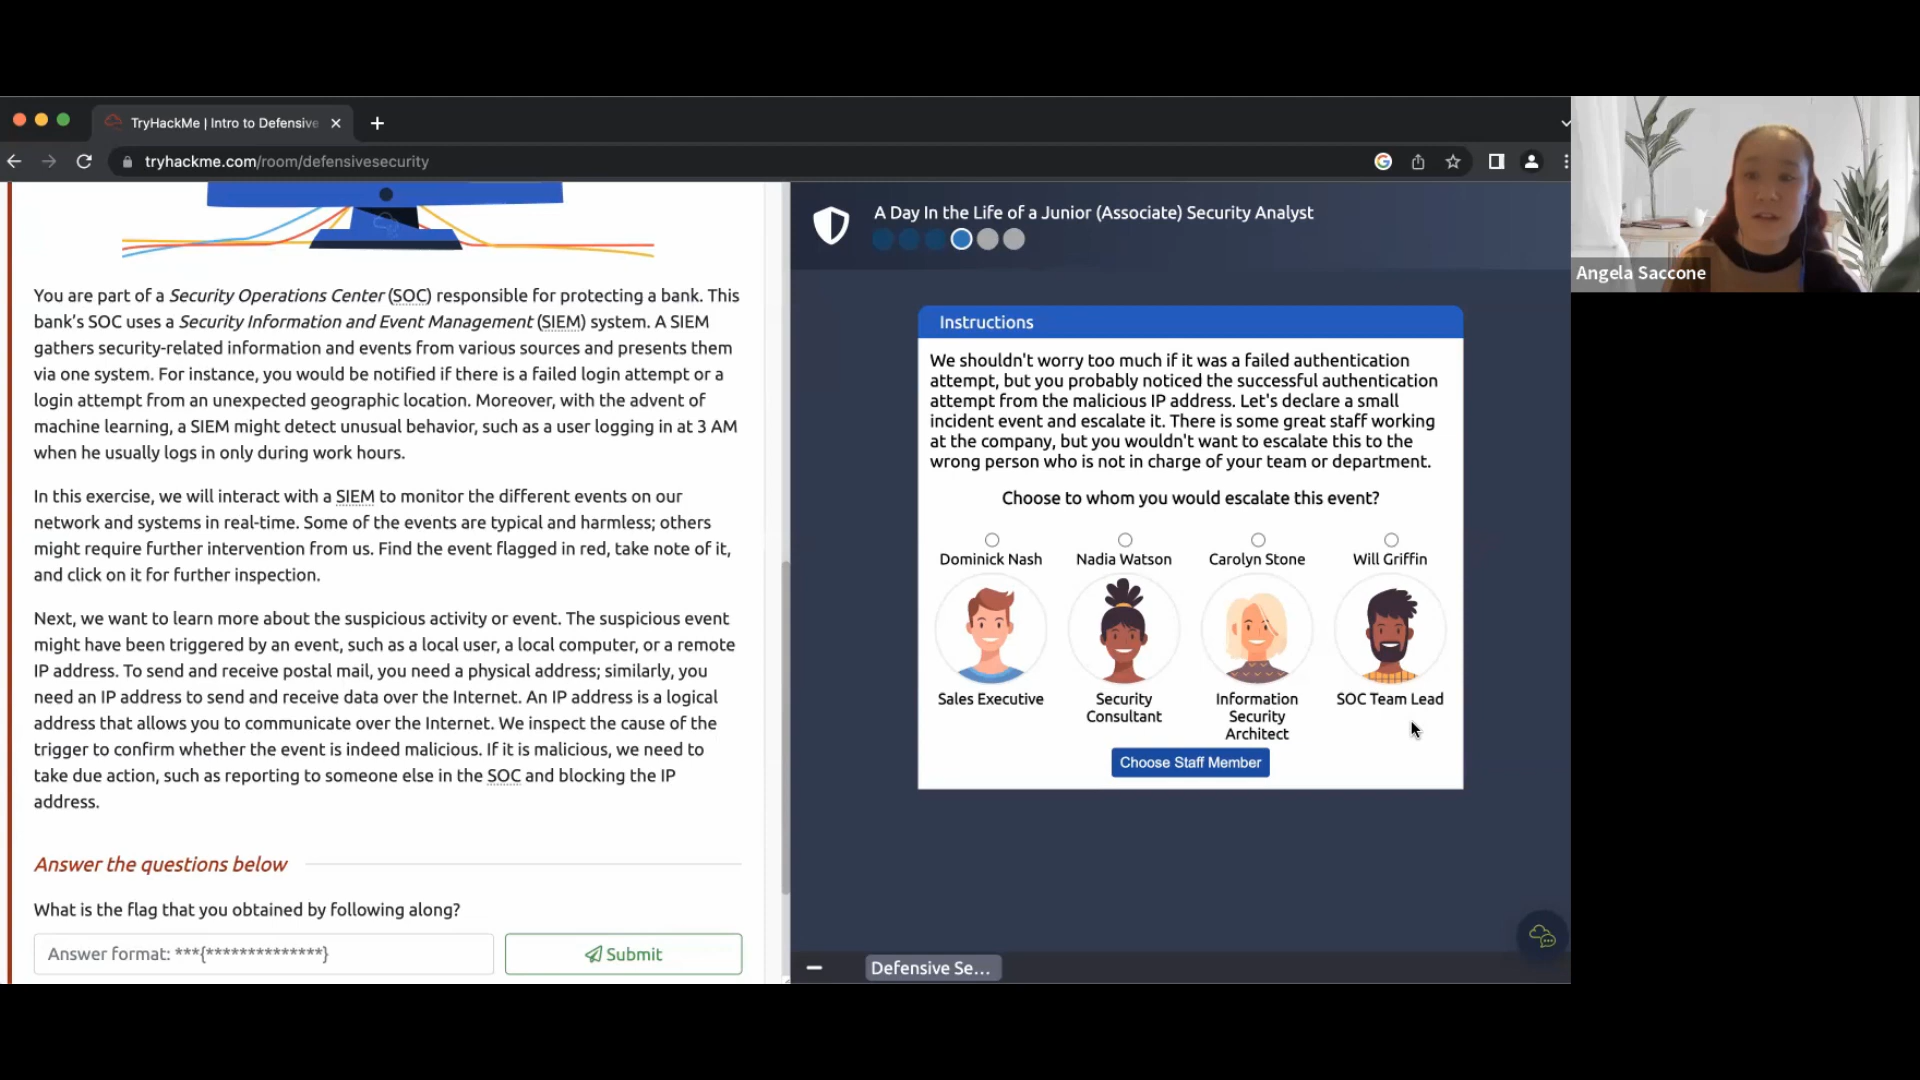 TryHackMe | Intro to Defensive
tryhackme.com/room/defensivesecurity
You are part of a Security Operations Center (SOC) responsible for protecting a bank. This
bank’s SOC uses a Security Information and Event Management (SIEM) system. A SIEM
gathers security-related information and events from various sources and presents them
via one system. For instance, you would be notified if there is a failed login attempt or a
login attempt from an unexpected geographic location. Moreover, with the advent of
machine learning, a SIEM might detect unusual behavior, such as a user logging in at 3 AM
when he usually logs in only during work hours.
In this exercise, we will interact with a SIEM to monitor the different events on our
network and systems in real-time. Some of the events are typical and harmless; others
might require further intervention from us. Find the event flagged in red, take note of it,
and click on it for further inspection.
Next, we want to learn more about the suspicious activity or event. The suspicious event
might have been triggered by an event, such as a local user, a local computer, or a remote
IP address. To send and receive postal mail, you need a physical address; similarly, you
need an IP address to send and receive data over the Internet. An IP address is a logical
address that allows you to communicate over the Internet. We inspect the cause of the
trigger to confirm whether the event is indeed malicious. If it is malicious, we need to
take due action, such as reporting to someone else in the SOC and blocking the IP
address.
Answer the questions below
What is the flag that you obtained by following along?
Answer format: ***{**************}
Submit
A Day In the Life of a Junior (Associate) Security Analyst
Instructions
We shouldn't worry too much if it was a failed authentication
attempt, but you probably noticed the successful authentication
attempt from the malicious IP address. Let's declare a small
incident event and escalate it. There is some great staff working
at the company, but you wouldn't want to escalate this to the
wrong person who is not in charge of your team or department.
Choose to whom you would escalate this event?
Dominick Nash
Nadia Watson
Carolyn Stone
Will Griffin
Sales Executive
Security
Consultant
Information
Security
Architect
SOC Team Lead
Choose Staff Member
Defensive Se...
Angela Saccone